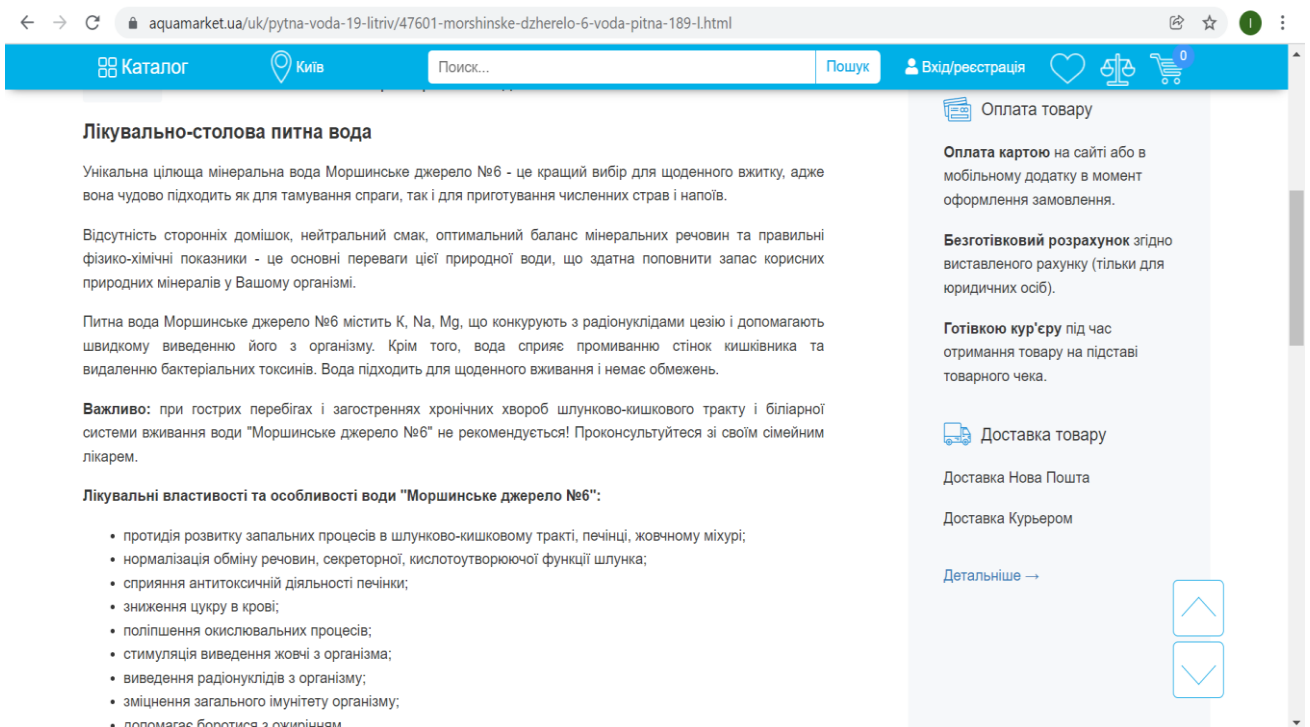 aquamarket.ua/uk/pytna-voda-19-litriv/47601-morshinske-dzherelo-6-voda-pitna-189-l.html
І
Каталог
Київ
Поиск...
Пошук
Вхід/реєстрація
0
Лікувально-столова питна вода
Унікальна цілюща мінеральна вода Моршинське джерело №6 - це кращий вибір для щоденного вжитку, адже
вона чудово підходить як для тамування спраги, так і для приготування численних страв і напоїв.
Відсутність сторонніх домішок, нейтральний смак, оптимальний баланс мінеральних речовин та правильні
фізико-хімічні показники - це основні переваги цієї природної води, що здатна поповнити запас корисних
природних мінералів у Вашому організмі.
Питна вода Моршинське джерело №6 містить K, Na, Mg, що конкурують з радіонуклідами цезію і допомагають
швидкому виведенню його з організму. Крім того, вода сприяє промиванню стінок кишківника та
видаленню бактеріальних токсинів. Вода підходить для щоденного вживання і немає обмежень.
Важливо: при гострих перебігах і загостреннях хронічних хвороб шлунково-кишкового тракту і біліарної
системи вживання води "Моршинське джерело №6" не рекомендується! Проконсультуйтеся зі своїм сімейним
лікарем.
Лікувальні властивості та особливості води "Моршинське джерело №6":
• протидія розвитку запальних процесів в шлунково-кишковому тракті, печінці, жовчному міхурі;
• нормалізація обміну речовин, секреторної, кислотоутворюючої функції шлунка;
• сприяння антитоксичній діяльності печінки;
• зниження цукру в крові;
• поліпшення окислювальних процесів;
• стимуляція виведення жовчі з організма;
• виведення радіонуклідів з організму;
• зміцнення загального імунітету організму;
• допомагає боротися з ожирінням
Оплата товару
Оплата картою на сайті або в
мобільному додатку в момент
оформлення замовлення.
Безготівковий розрахунок згідно
виставленого рахунку (тільки для
юридичних осіб).
Готівкою кур'єру під час
отримання товару на підставі
товарного чека.
Доставка товару
Доставка Нова Пошта
Доставка Курьером
Детальніше →